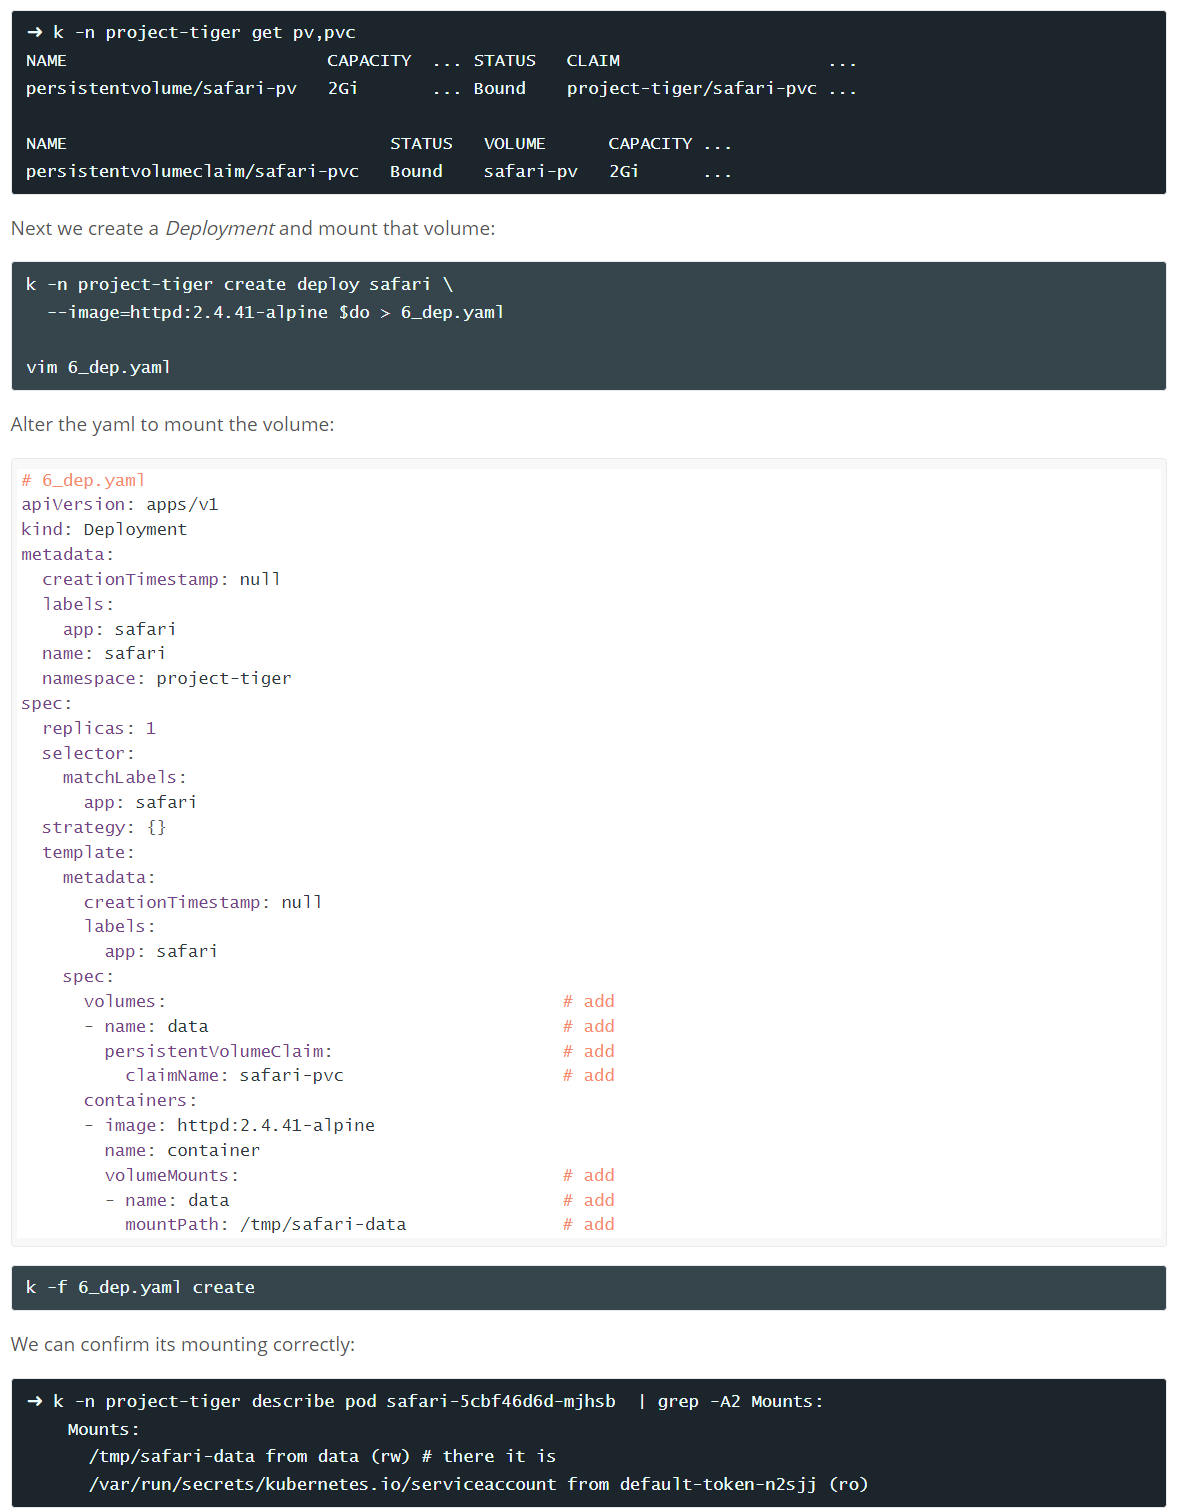 ➜ k -n project-tiger get pv,pvc
NAME                         CAPACITY  ... STATUS   CLAIM                    ...
persistentvolume/safari-pv   2Gi       ... Bound    project-tiger/safari-pvc ...

NAME                               STATUS   VOLUME      CAPACITY ...
persistentvolumeclaim/safari-pvc   Bound    safari-pv   2Gi      ...
Next we create a Deployment and mount that volume:
k -n project-tiger create deploy safari \
  --image=httpd:2.4.41-alpine $do > 6_dep.yaml

vim 6_dep.yaml
Alter the yaml to mount the volume:
# 6_dep.yaml
apiVersion: apps/v1
kind: Deployment
metadata:
  creationTimestamp: null
  labels:
    app: safari
  name: safari
  namespace: project-tiger
spec:
  replicas: 1
  selector:
    matchLabels:
      app: safari
  strategy: {}
  template:
    metadata:
      creationTimestamp: null
      labels:
        app: safari
    spec:
      volumes:                                      # add
      - name: data                                  # add
        persistentVolumeClaim:                      # add
          claimName: safari-pvc                     # add
      containers:
      - image: httpd:2.4.41-alpine
        name: container
        volumeMounts:                               # add
        - name: data                                # add
          mountPath: /tmp/safari-data               # add
k -f 6_dep.yaml create
We can confirm its mounting correctly:
➜ k -n project-tiger describe pod safari-5cbf46d6d-mjhsb  | grep -A2 Mounts:
    Mounts:
      /tmp/safari-data from data (rw) # there it is
      /var/run/secrets/kubernetes.io/serviceaccount from default-token-n2sjj (ro)